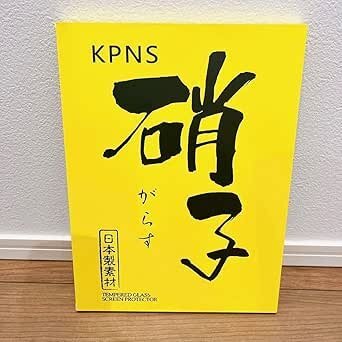 KPNS
硝子
がらす
日本製素材
TEMPERED GLASS
SCREEN PROTECTOR